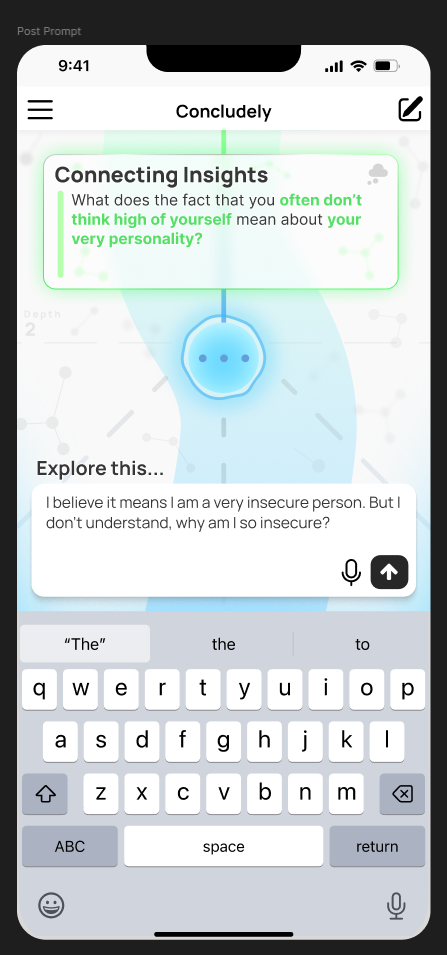 Post Prompt
9:41
Concludely
Connecting Insights
What does the fact that you often don't
think high of yourself mean about your
very personality?
Depth
2
Explore this...
I believe it means I am a very insecure person. But I
don't understand, why am I so insecure?
“The” the to
q w e r t y u i o p
a s d f g h j k l
z x c v b n m
ABC space return